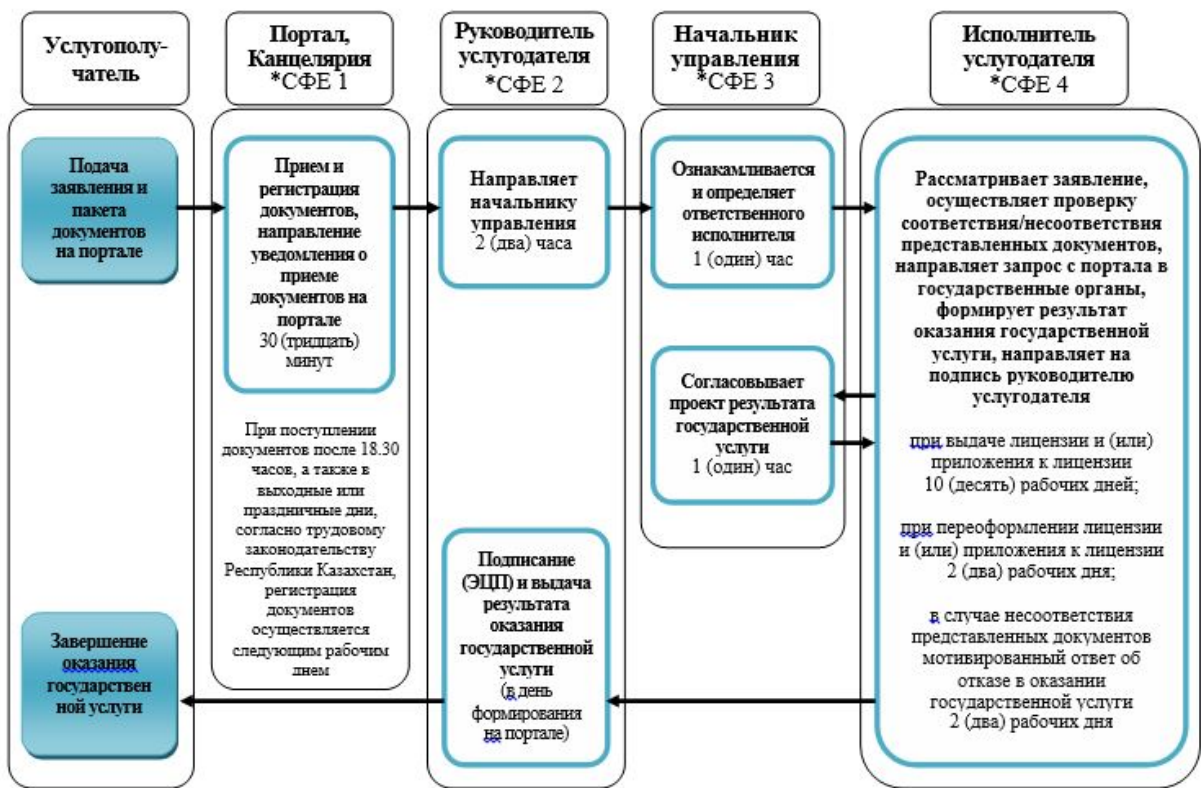 Услугополу-
чатель
Портал,
Канцелярия
*СФЕ 1
Руководитель
услугодателя
*СФЕ 2
Начальник
управления
*СФЕ 3
Исполнитель
услугодателя
*СФЕ 4
Подача
заявления и
пакета
документов
на портале
Прием и
регистрация
документов,
направление
уведомления о
приеме
документов на
портале
30 (тридцать)
минут
При поступлении
документов после 18.30
часов, а также в
выходные или
праздничные дни,
согласно трудовому
законодательству
Республики Казахстан,
регистрация
документов
осуществляется
следующим рабочим
днем
Направляет
начальнику
управления
2 (два) часа
Ознакамливается
и определяет
ответственного
исполнителя
1 (один) час
Согласовывает
проект результата
государственной
услуги
1 (один) час
Рассматривает заявление,
осуществляет проверку
соответствия/несоответствия
представленных документов,
направляет запрос с портала в
государственные органы,
формирует результат
оказания государственной
услуги, направляет на
подпись руководителю
услугодателя
при выдаче лицензии и (или)
приложения к лицензии
10 (десять) рабочих дней;
при переоформлении лицензии
и (или) приложения к лицензии
2 (два) рабочих дня;
в случае несоответствия
представленных документов
мотивированный ответ об
отказе в оказании
государственной услуги
2 (два) рабочих дня
Подписание
(ЭЦП) и выдача
результата
оказания
государственной
услуги
(в день
формирования
на портале)
Завершение
оказания
государствен
ной услуги